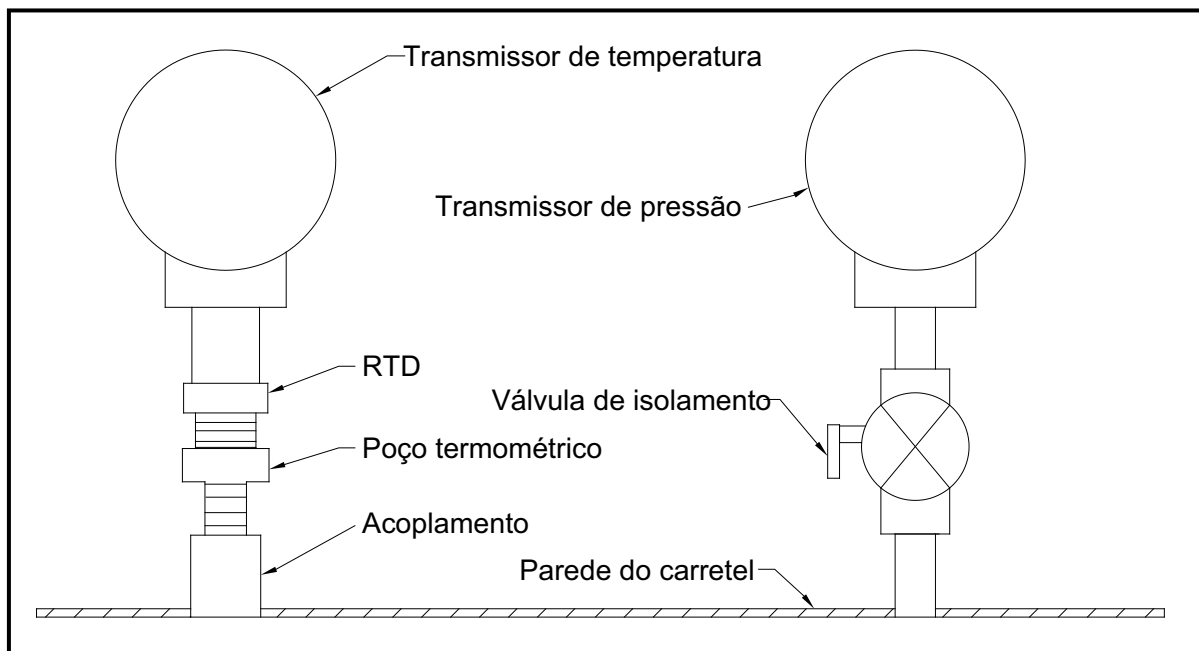 Transmissor de temperatura
Transmissor de pressão
RTD
Válvula de isolamento
Poço termométrico
Acoplamento
Parede do carretel